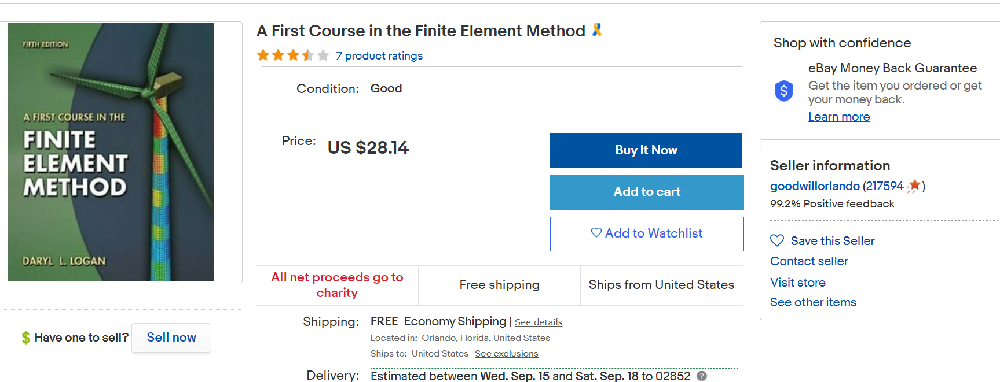 FIFTH EDITION
A FIRST COURSE IN THE
FINITE
ELEMENT
METHOD
DARYL L. LOGAN
$ Have one to sell? Sell now
A First Course in the Finite Element Method
7 product ratings
Condition: Good
Price: US $28.14
Buy It Now
Add to cart
Add to Watchlist
All net proceeds go to
charity
Free shipping
Ships from United States
Shipping: FREE Economy Shipping | See details
Located in: Orlando, Florida, United States
Ships to: United States See exclusions
Delivery: Estimated between Wed. Sep. 15 and Sat. Sep. 18 to 02852 ?
Shop with confidence
eBay Money Back Guarantee
$ Get the item you ordered or get
your money back.
Learn more
Seller information
goodwillorlando (217594)
99.2% Positive feedback
Save this Seller
Contact seller
Visit store
See other items